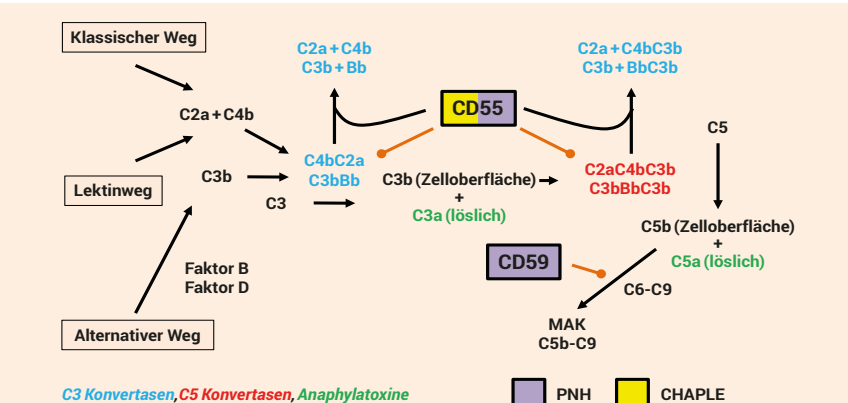 Klassischer Weg
C2a + C4b
C3b + Bb
C2a + C4bC3b
C3b + BbC3b
CD55
C2a + C4b
C5
C4bC2a
C3bBb
C3b
C3
C3b (Zelloberfläche)
+
C3a (löslich)
C2aC4bC3b
C3bBbC3b
Lektinweg
C5b (Zelloberfläche)
+
C5a (löslich)
CD59
Faktor B
Faktor D
C6-C9
MAK
C5b-C9
Alternativer Weg
C3 Konvertasen, C5 Konvertasen, Anaphylatoxine
PNH
CHAPLE